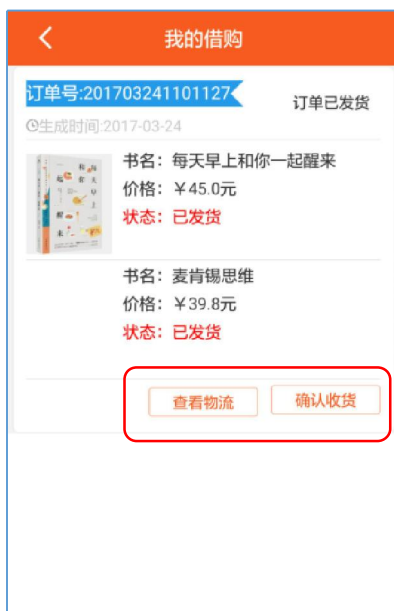 我的借购
订单号:201703241101127
订单已发货
生成时间:2017-03-24
书名：每天早上和你一起醒来
价格：￥45.0元
状态：已发货
书名：麦肯锡思维
价格：￥39.8元
状态：已发货
查看物流
确认收货